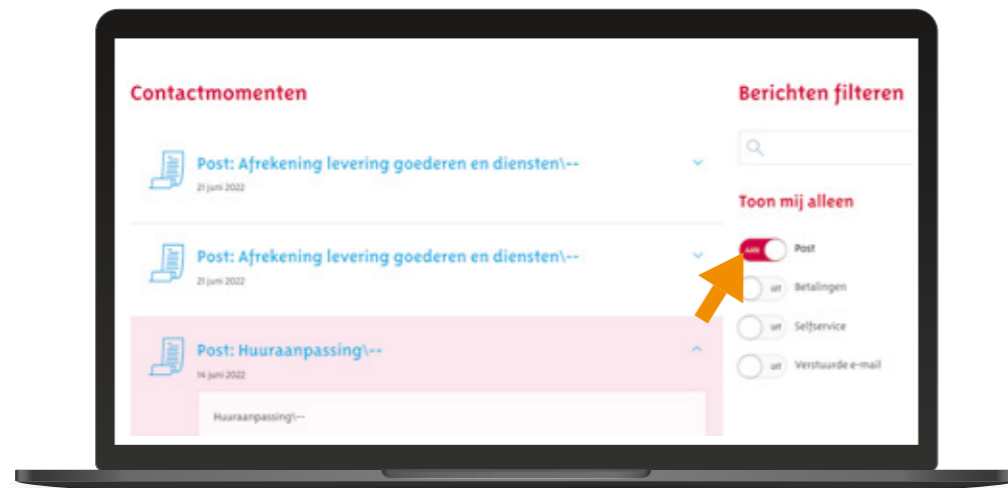 Contactmomenten
Post: Afrekening levering goederen en diensten\--
21 juni 2022
Post: Afrekening levering goederen en diensten\--
21 juni 2022
Post: Huuraanpassing\--
14 juni 2022
Huuraanpassing\--
Berichten filteren
Toon mij alleen
AAN Post
UIT Betalingen
UIT Selfservice
UIT Verstuurde e-mail